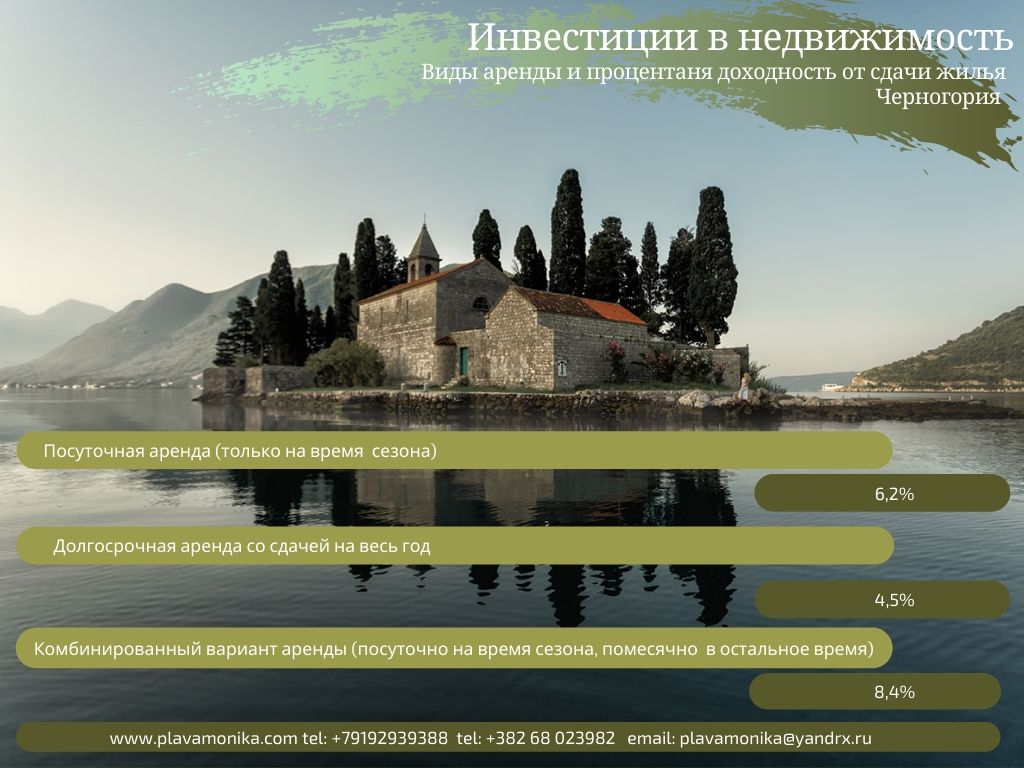 Инвестиции в недвижимость
Виды аренды и процентаня доходность от сдачи жилья
Черногория
Посуточная аренда (только на время  сезона)
6,2%
Долгосрочная аренда со сдачей на весь год
4,5%
Комбинированный вариант аренды (посуточно на время сезона, помесячно  в остальное время)
8,4%
www.plavamonika.com tel: +79192939388  tel: +382 68 023982   email: plavamonika@yandrx.ru